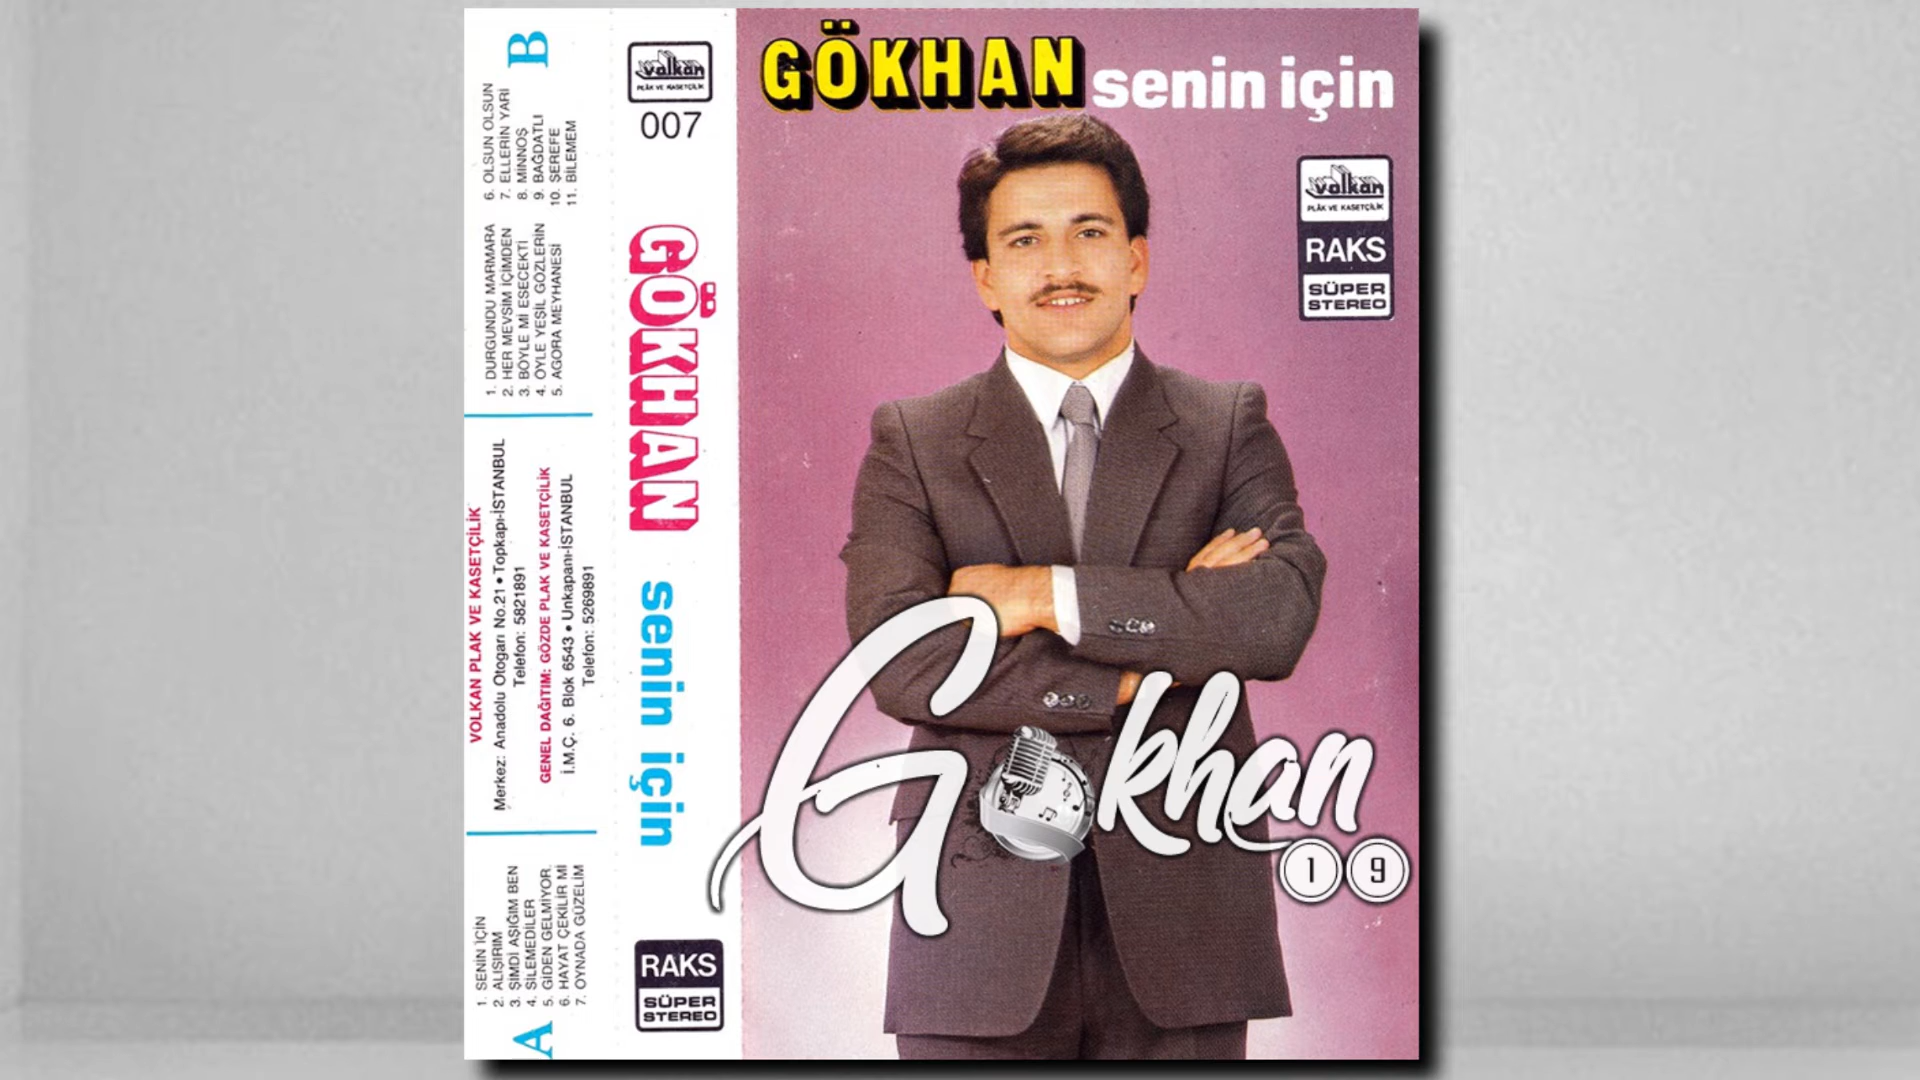 GÖKHAN senin için
volkan
PLÂK VE KASETÇİLİK
RAKS
SÜPER
STEREO
Gökhan
1 9
volkan
PLÂK VE KASETÇİLİK
007
GÖKHAN senin için
RAKS
SÜPER
STEREO
A
1. SENİN İÇİN
2. ALIŞIRIM
3. ŞİMDİ AŞIĞIM BEN
4. SİLEMEDİLER
5. GİDEN GELMİYOR
6. HAYAT ÇEKİLİR Mİ
7. OYNADA GÜZELİM
VOLKAN PLAK VE KASETÇİLİK
Merkez: Anadolu Otogarı No.21 • Topkapı-İSTANBUL
Telefon: 5821891
GENEL DAĞITIM: GÖZDE PLAK VE KASETÇİLİK
İ.M.Ç. 6. Blok 6543 • Unkapanı-İSTANBUL
Telefon: 5269891
B
1. DURGUNDU MARMARA
2. HER MEVSİM İÇİMDEN
3. BÖYLE Mİ ESECEKTİ
4. ÖYLE YEŞİL GÖZLERİN
5. AGORA MEYHANESİ
6. OLSUN OLSUN
7. ELLERİN YARİ
8. MİNNOŞ
9. BAĞDATLI
10. ŞEREFE
11. BİLEMEM